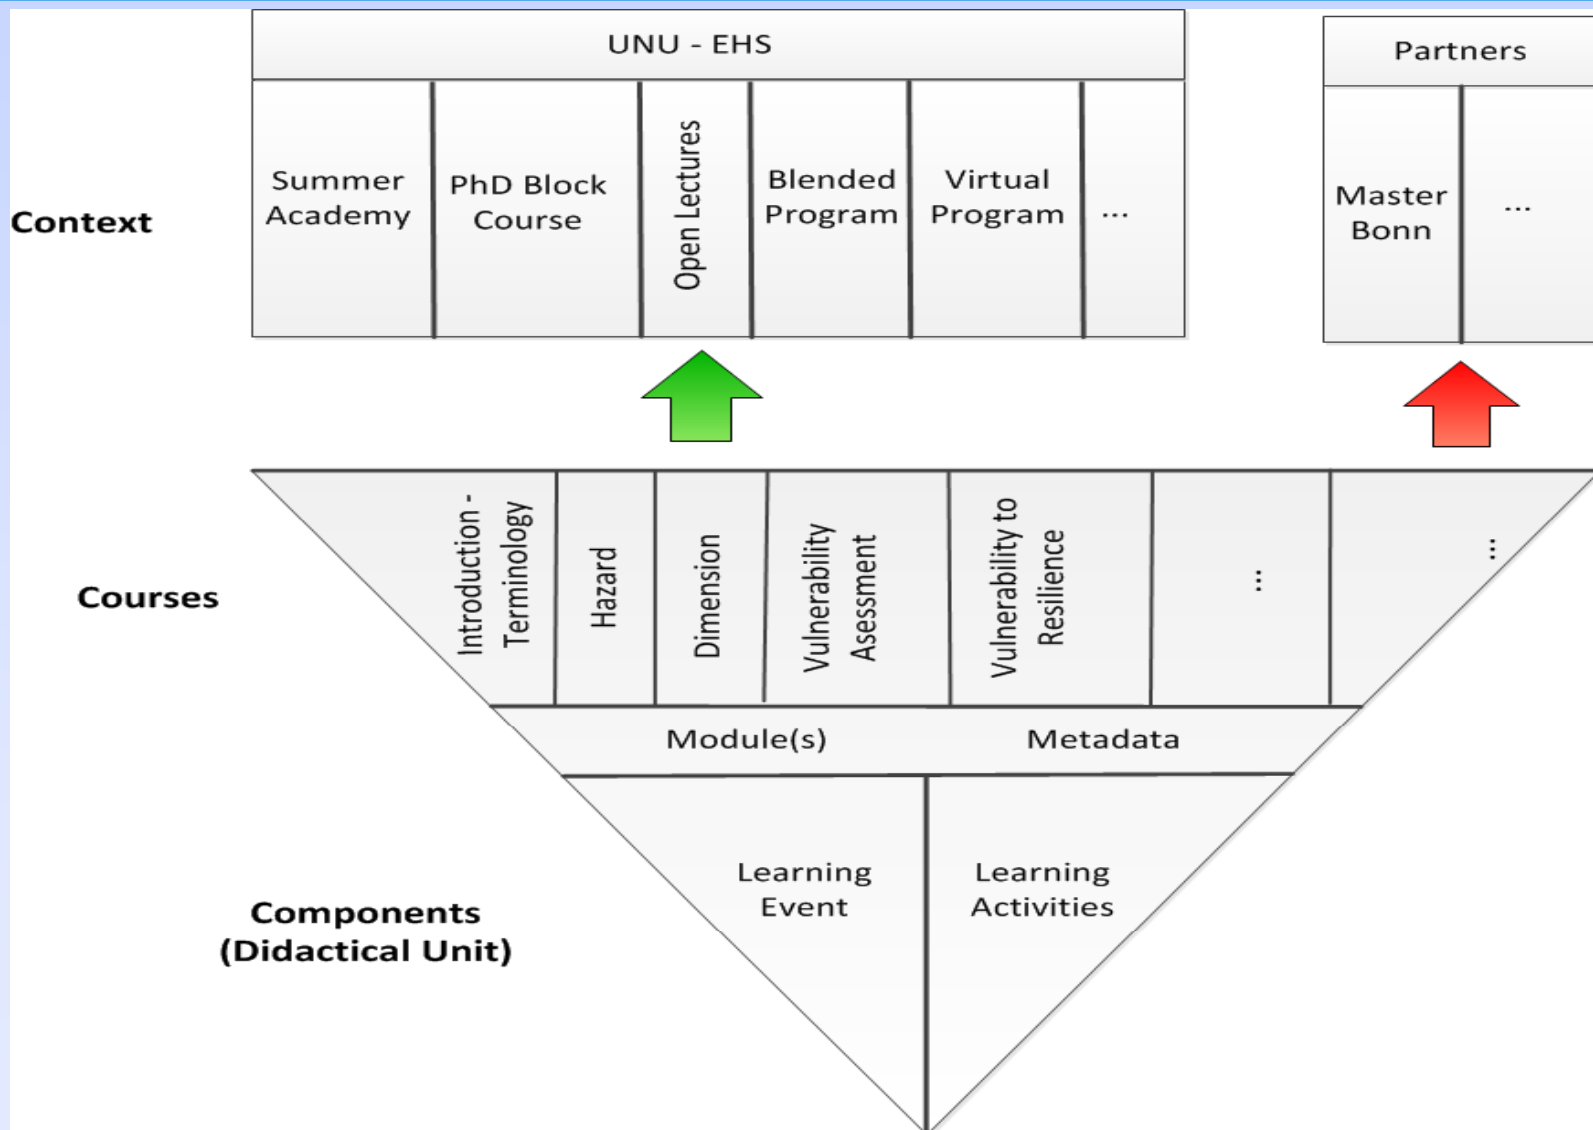 UNU - EHS
Partners
Context
Summer
Academy
PhD Block
Course
Open Lectures
Blended
Program
Virtual
Program
...
Master
Bonn
...
Courses
Introduction -
Terminology
Hazard
Dimension
Vulnerability
Asessment
Vulnerability to
Resilience
...
...
Module(s)
Metadata
Components
(Didactical Unit)
Learning
Event
Learning
Activities